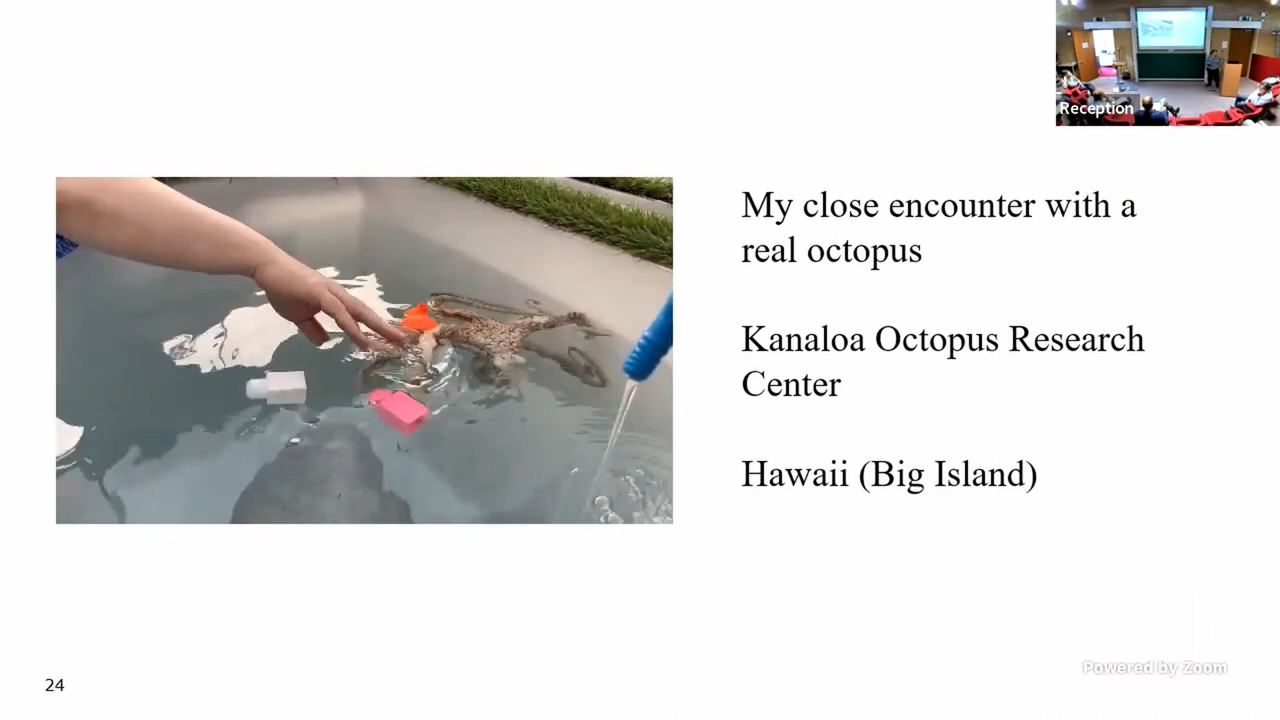 Reception
My close encounter with a
real octopus
Kanaloa Octopus Research
Center
Hawaii (Big Island)
Powered by Zoom
24